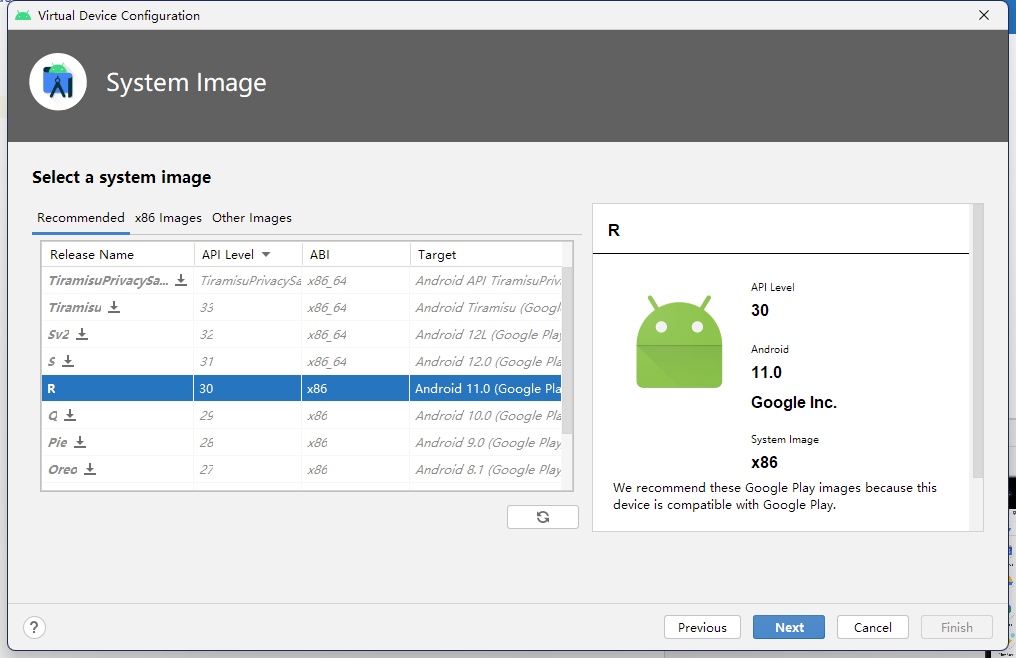 Virtual Device Configuration
System Image
Select a system image
Recommended x86 Images Other Images
Release Name API Level ABI Target
TiramisuPrivacySa... TiramisuPrivacySa x86_64 Android API TiramisuPriv
Tiramisu 33 x86_64 Android Tiramisu (Googl
Sv2 32 x86_64 Android 12L (Google Play
S 31 x86_64 Android 12.0 (Google Pla
R 30 x86 Android 11.0 (Google Pla
Q 29 x86 Android 10.0 (Google Pla
Pie 28 x86 Android 9.0 (Google Play
Oreo 27 x86 Android 8.1 (Google Play
R
API Level
30
Android
11.0
Google Inc.
System Image
x86
We recommend these Google Play images because this
device is compatible with Google Play.
? Previous Next Cancel Finish